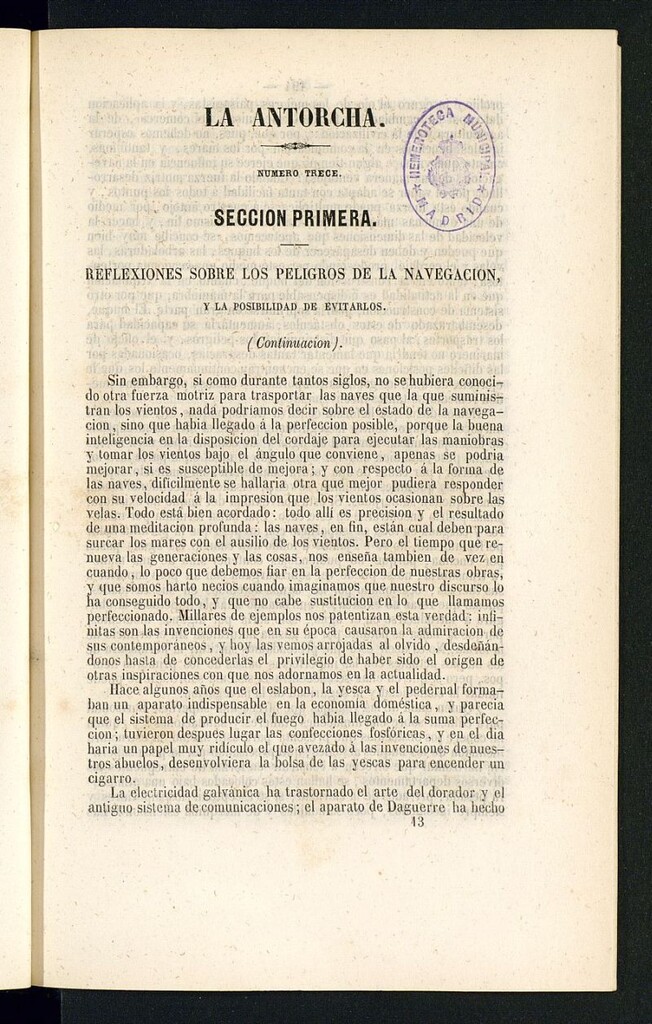 LA ANTORCHA.
NUMERO TRECE.
SECCION PRIMERA.
HEMEROTECA MUNICIPAL
MADRID
REFLEXIONES SOBRE LOS PELIGROS DE LA NAVEGACION,
Y LA POSIBILIDAD DE EVITARLOS.
(Continuacion).
Sin embargo, si como durante tantos siglos, no se hubiera conoci-
do otra fuerza motriz para trasportar las naves que la que suminis-
tran los vientos, nada podriamos decir sobre el estado de la navega-
cion, sino que habia llegado á la perfeccion posible, porque la buena
inteligencia en la disposicion del cordaje para ejecutar las maniobras
y tomar los vientos bajo el ángulo que conviene, apenas se podria
mejorar, si es susceptible de mejora; y con respecto á la forma de
las naves, dificilmente se hallaria otra que mejor pudiera responder
con su velocidad á la impresion que los vientos ocasionan sobre las
velas. Todo está bien acordado: todo allí es precision y el resultado
de una meditacion profunda: las naves, en fin, están cual deben para
surcar los mares con el ausilio de los vientos. Pero el tiempo que re-
nueva las generaciones y las cosas, nos enseña tambien de vez en
cuando, lo poco que debemos fiar en la perfeccion de nuestras obras,
y que somos harto necios cuando imaginamos que nuestro discurso lo
ha conseguido todo, y que no cabe sustitucion en lo que llamamos
perfeccionado. Millares de ejemplos nos patentizan esta verdad: infi-
nitas son las invenciones que en su época causaron la admiracion de
sus contemporáneos, y hoy las vemos arrojadas al olvido, desdeñán-
donos hasta de concederlas el privilegio de haber sido el origen de
otras inspiraciones con que nos adornamos en la actualidad.
Hace algunos años que el eslabon, la yesca y el pedernal forma-
ban un aparato indispensable en la economía doméstica, y parecia
que el sistema de producir el fuego habia llegado á la suma perfec-
cion; tuvieron despues lugar las confecciones fosfóricas, y en el dia
haria un papel muy ridículo el que avezado á las invenciones de nues-
tros abuelos, desenvolviera la bolsa de las yescas para encender un
cigarro.
La electricidad galvánica ha trastornado el arte del dorador y el
antiguo sistema de comunicaciones; el aparato de Daguerre ha hecho
13